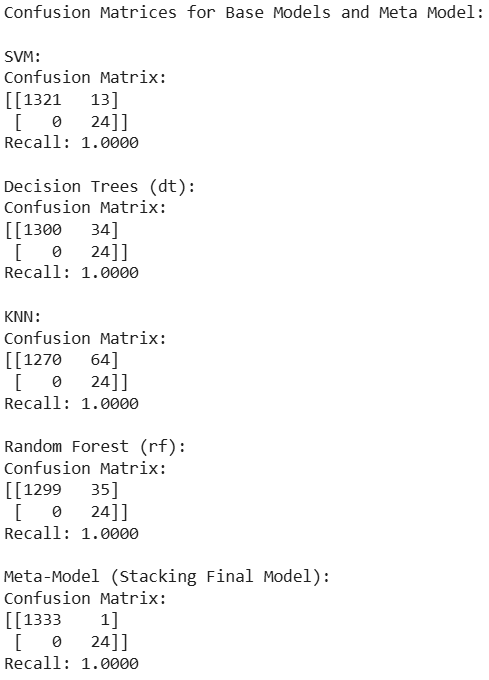 Confusion Matrices for Base Models and Meta Model:
SVM:
Confusion Matrix:
[[1321   13]
 [   0   24]]
Recall: 1.0000
Decision Trees (dt):
Confusion Matrix:
[[1300   34]
 [   0   24]]
Recall: 1.0000
KNN:
Confusion Matrix:
[[1270   64]
 [   0   24]]
Recall: 1.0000
Random Forest (rf):
Confusion Matrix:
[[1299   35]
 [   0   24]]
Recall: 1.0000
Meta-Model (Stacking Final Model):
Confusion Matrix:
[[1333    1]
 [   0   24]]
Recall: 1.0000